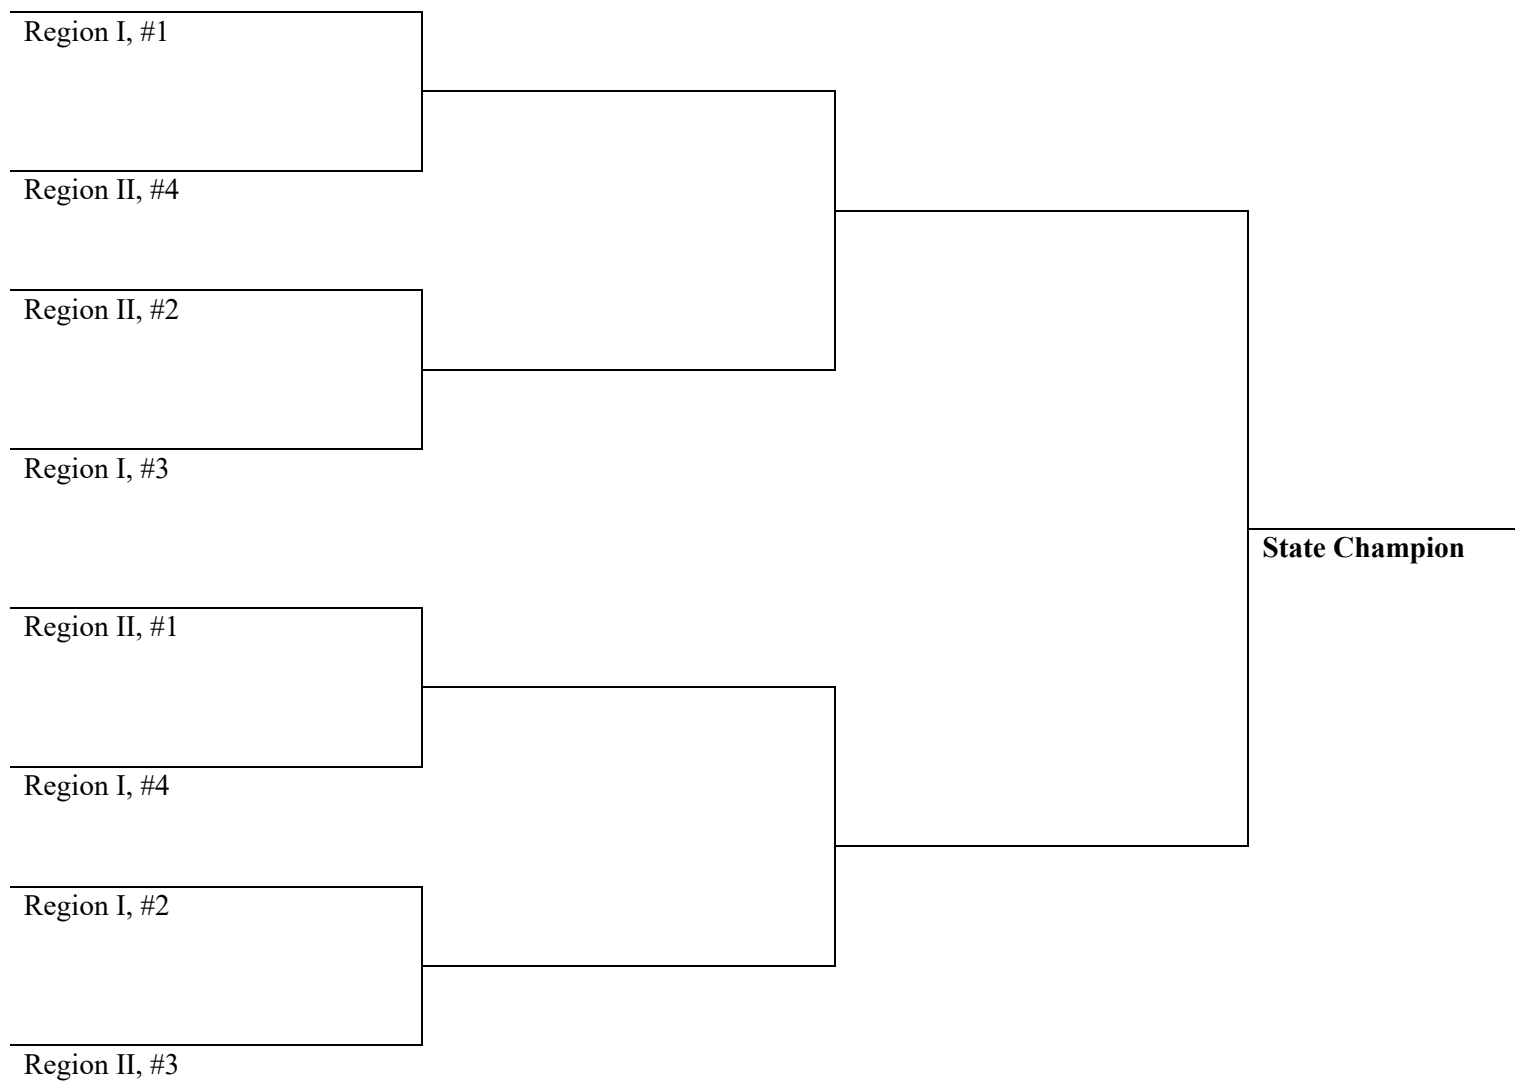 Region I, #1
Region II, #4
Region II, #2
Region I, #3
State Champion
Region II, #1
Region I, #4
Region I, #2
Region II, #3